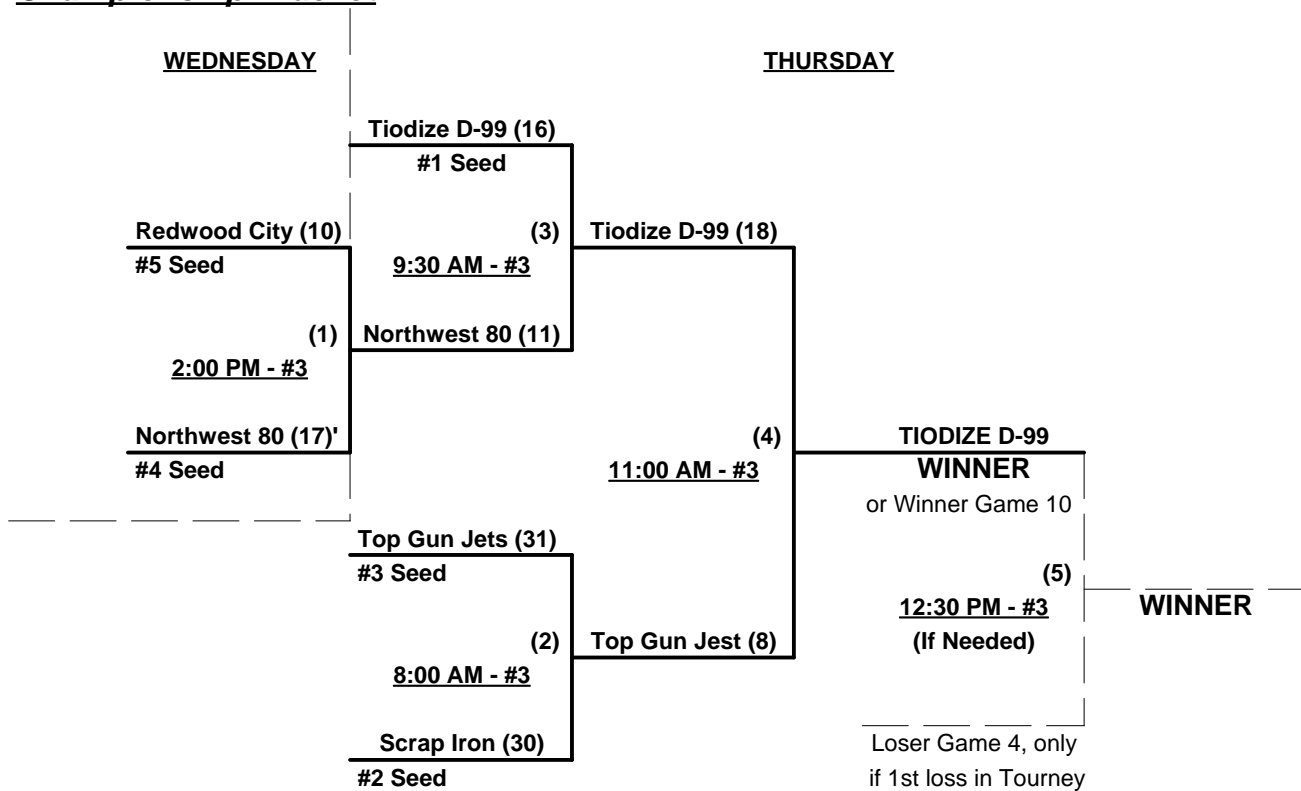 WEDNESDAY THURSDAY
Tiodize D-99 (16)
#1 Seed
Redwood City (10) (3) Tiodize D-99 (18)
#5 Seed 9:30 AM - #3
(1) Northwest 80 (11)
2:00 PM - #3
Northwest 80 (17)' (4) TIODIZE D-99
#4 Seed 11:00 AM - #3 WINNER
or Winner Game 10
Top Gun Jets (31)
#3 Seed (5)
12:30 PM - #3 WINNER
(2) Top Gun Jest (8) (If Needed)
8:00 AM - #3
Scrap Iron (30) Loser Game 4, only
#2 Seed if 1st loss in Tourney